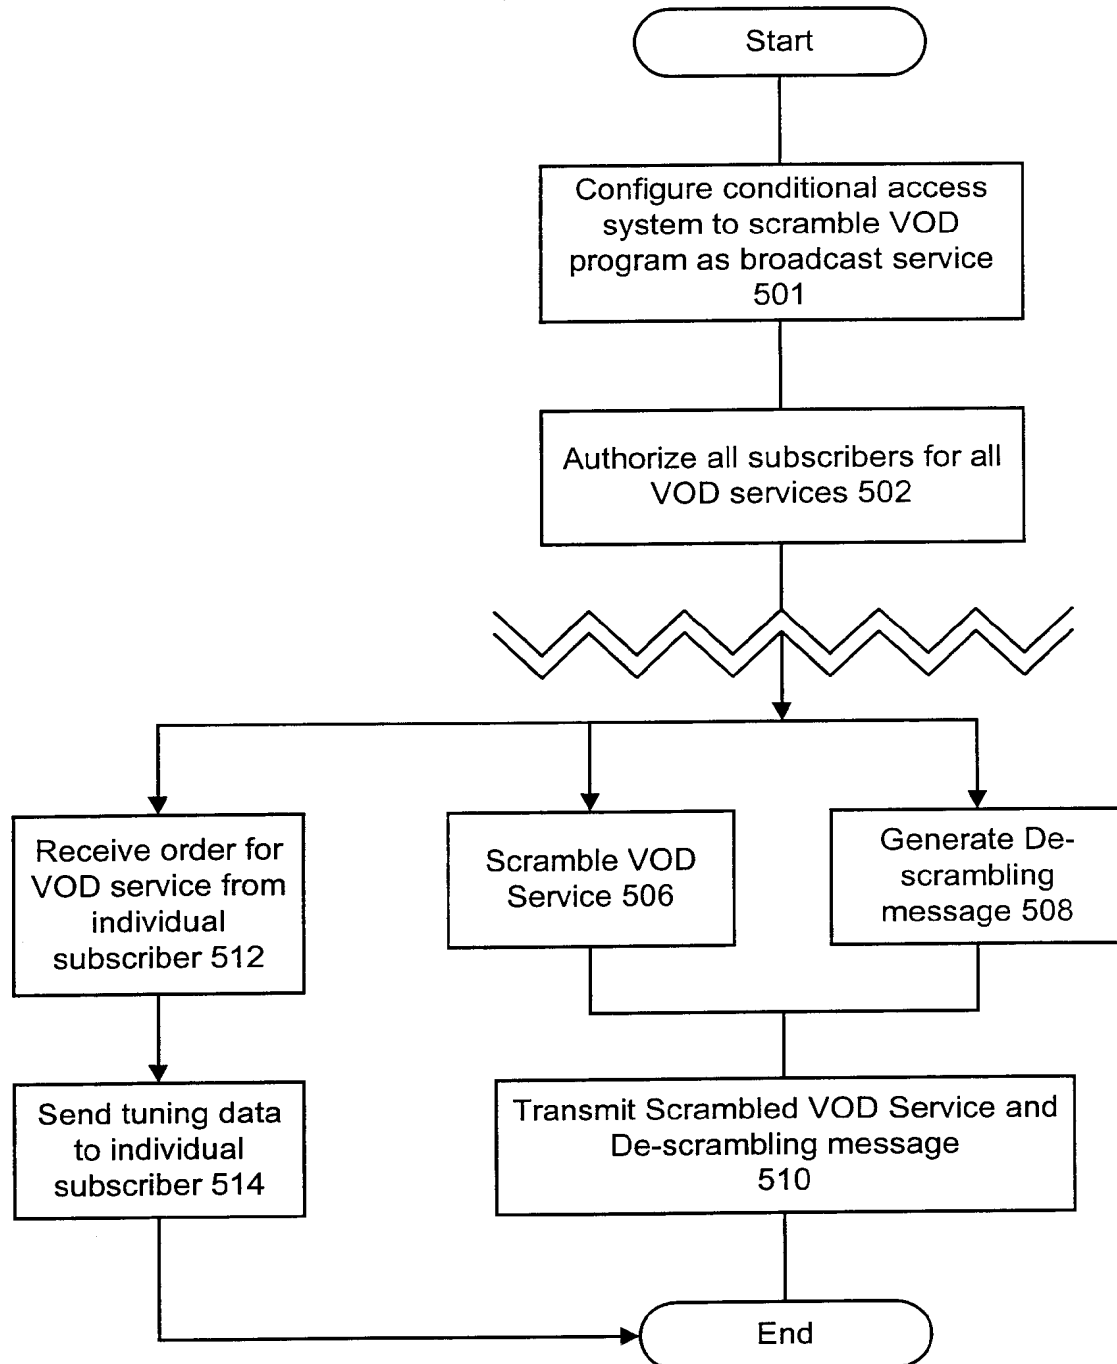 Start
Configure conditional access
system to scramble VOD
program as broadcast service
501
Authorize all subscribers for all
VOD services 502
Receive order for
VOD service from
individual
subscriber 512
Scramble VOD
Service 506
Generate De-
scrambling
message 508
Send tuning data
to individual
subscriber 514
Transmit Scrambled VOD Service and
De-scrambling message
510
End